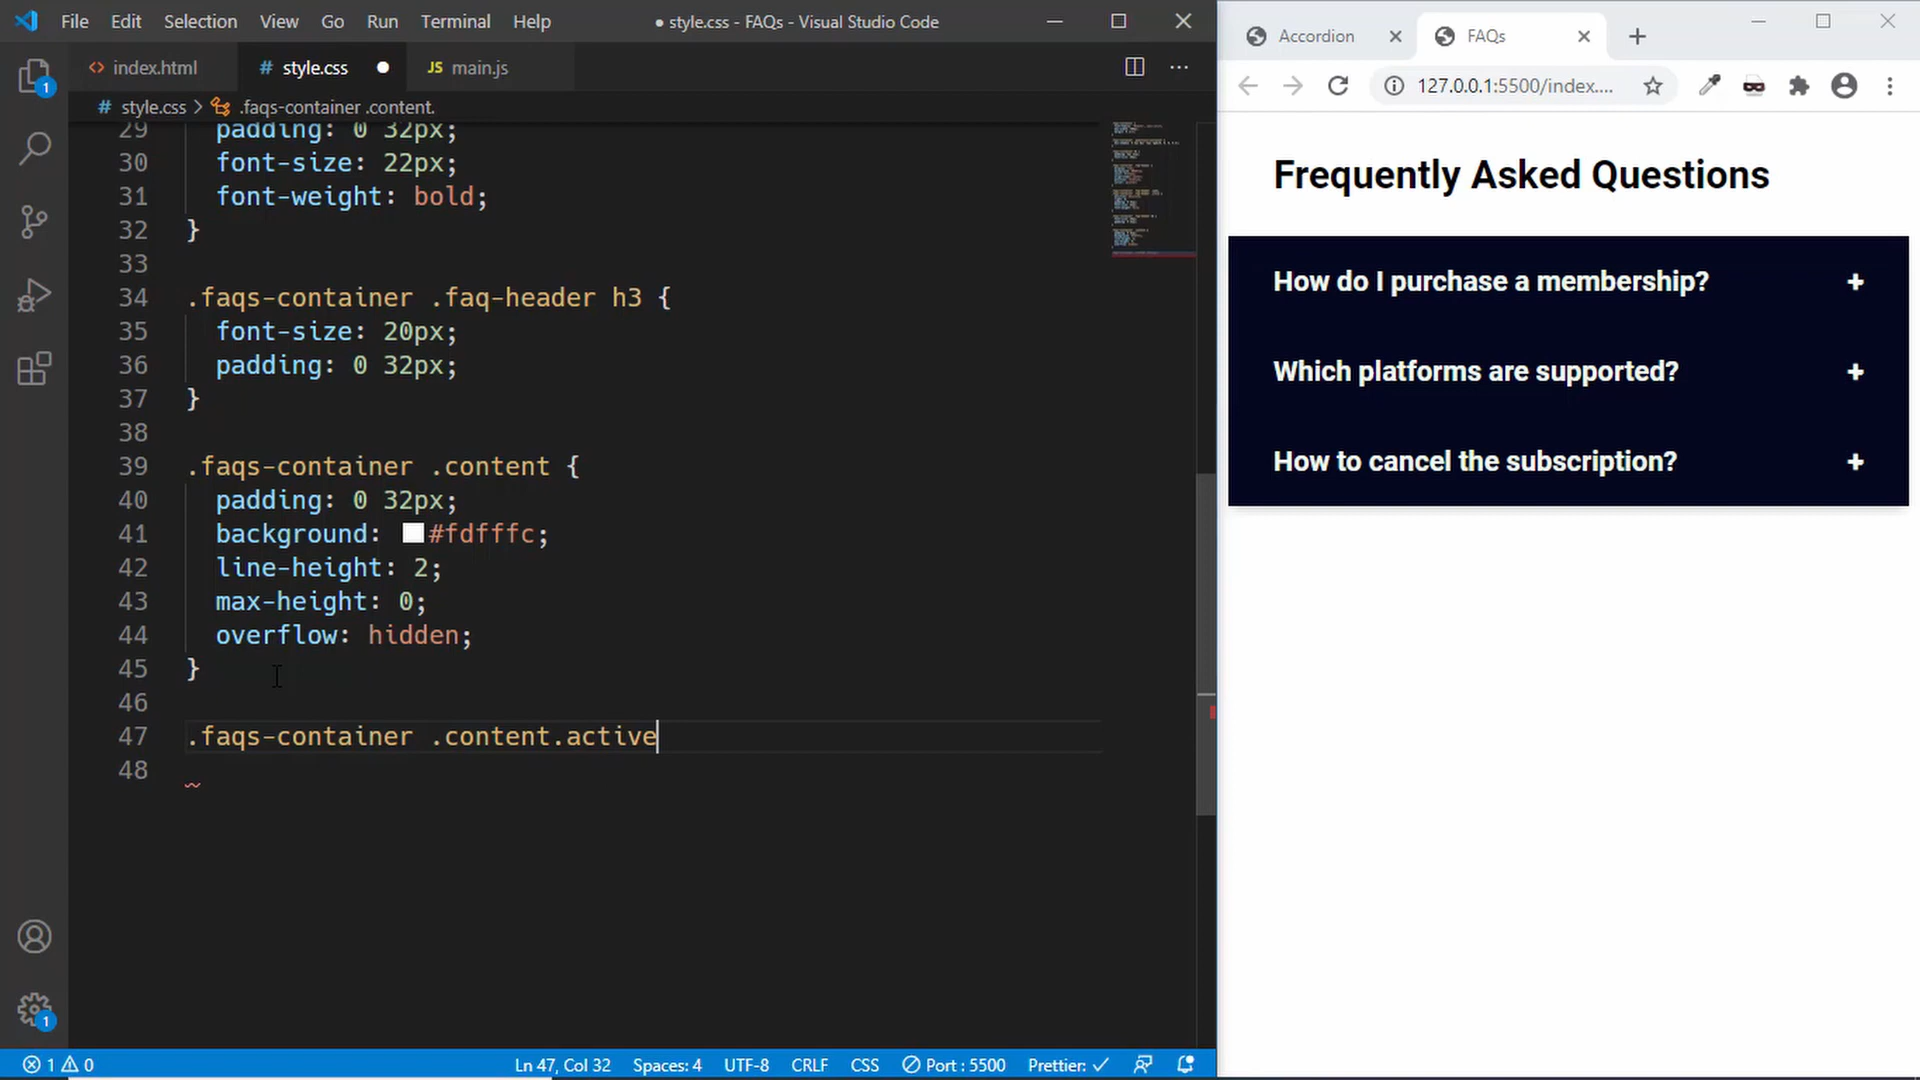 File Edit Selection View Go Run Terminal Help ● style.css - FAQs - Visual Studio Code
<> index.html # style.css ● JS main.js
# style.css > .faqs-container .content.
29 padding: 0 32px;
30 font-size: 22px;
31 font-weight: bold;
32 }
33
34 .faqs-container .faq-header h3 {
35 font-size: 20px;
36 padding: 0 32px;
37 }
38
39 .faqs-container .content {
40 padding: 0 32px;
41 background: #fdfffc;
42 line-height: 2;
43 max-height: 0;
44 overflow: hidden;
45 }
46
47 .faqs-container .content.active
48
1
1
1 0 Ln 47, Col 32 Spaces: 4 UTF-8 CRLF CSS Port : 5500 Prettier: ✓
Accordion FAQs
127.0.0.1:5500/index....
Frequently Asked Questions
How do I purchase a membership? +
Which platforms are supported? +
How to cancel the subscription? +